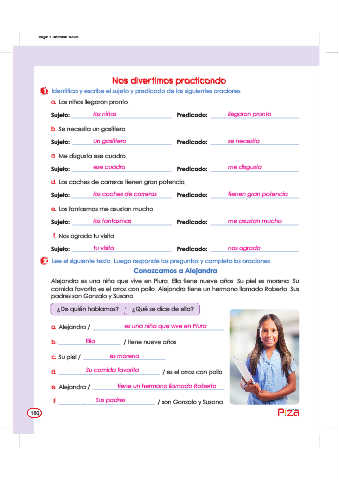 Nos divertimos practicando
1 Identifica y escribe el sujeto y predicado de las siguientes oraciones.
a. Los niños llegaron pronto.
Sujeto: los niños Predicado: llegaron pronto
b. Se necesita un gasfitero.
Sujeto: un gasfitero Predicado: se necesita
c. Me disgusta ese cuadro.
Sujeto: ese cuadro Predicado: me disgusta
d. Los coches de carreras tienen gran potencia.
Sujeto: los coches de carreras Predicado: tienen gran potencia
e. Los fantasmas me asustan mucho.
Sujeto: los fantasmas Predicado: me asustan mucho
f. Nos agrada tu visita.
Sujeto: tu visita Predicado: nos agrada
2 Lee el siguiente texto. Luego responde las preguntas y completa las oraciones.
Conozcamos a Alejandra
Alejandra es una niña que vive en Piura. Ella tiene nueve años. Su piel es morena. Su
comida favorita es el arroz con pollo. Alejandra tiene un hermano llamado Roberto. Sus
padres son Gonzalo y Susana.
¿De quién hablamos? • ¿Qué se dice de ella?
a. Alejandra / es una niña que vive en Piura
b. Ella / tiene nueve años
c. Su piel / es morena
d. Su comida favorita / es el arroz con pollo
e. Alejandra / tiene un hermano llamado Roberto
f. Sus padres / son Gonzalo y Susana